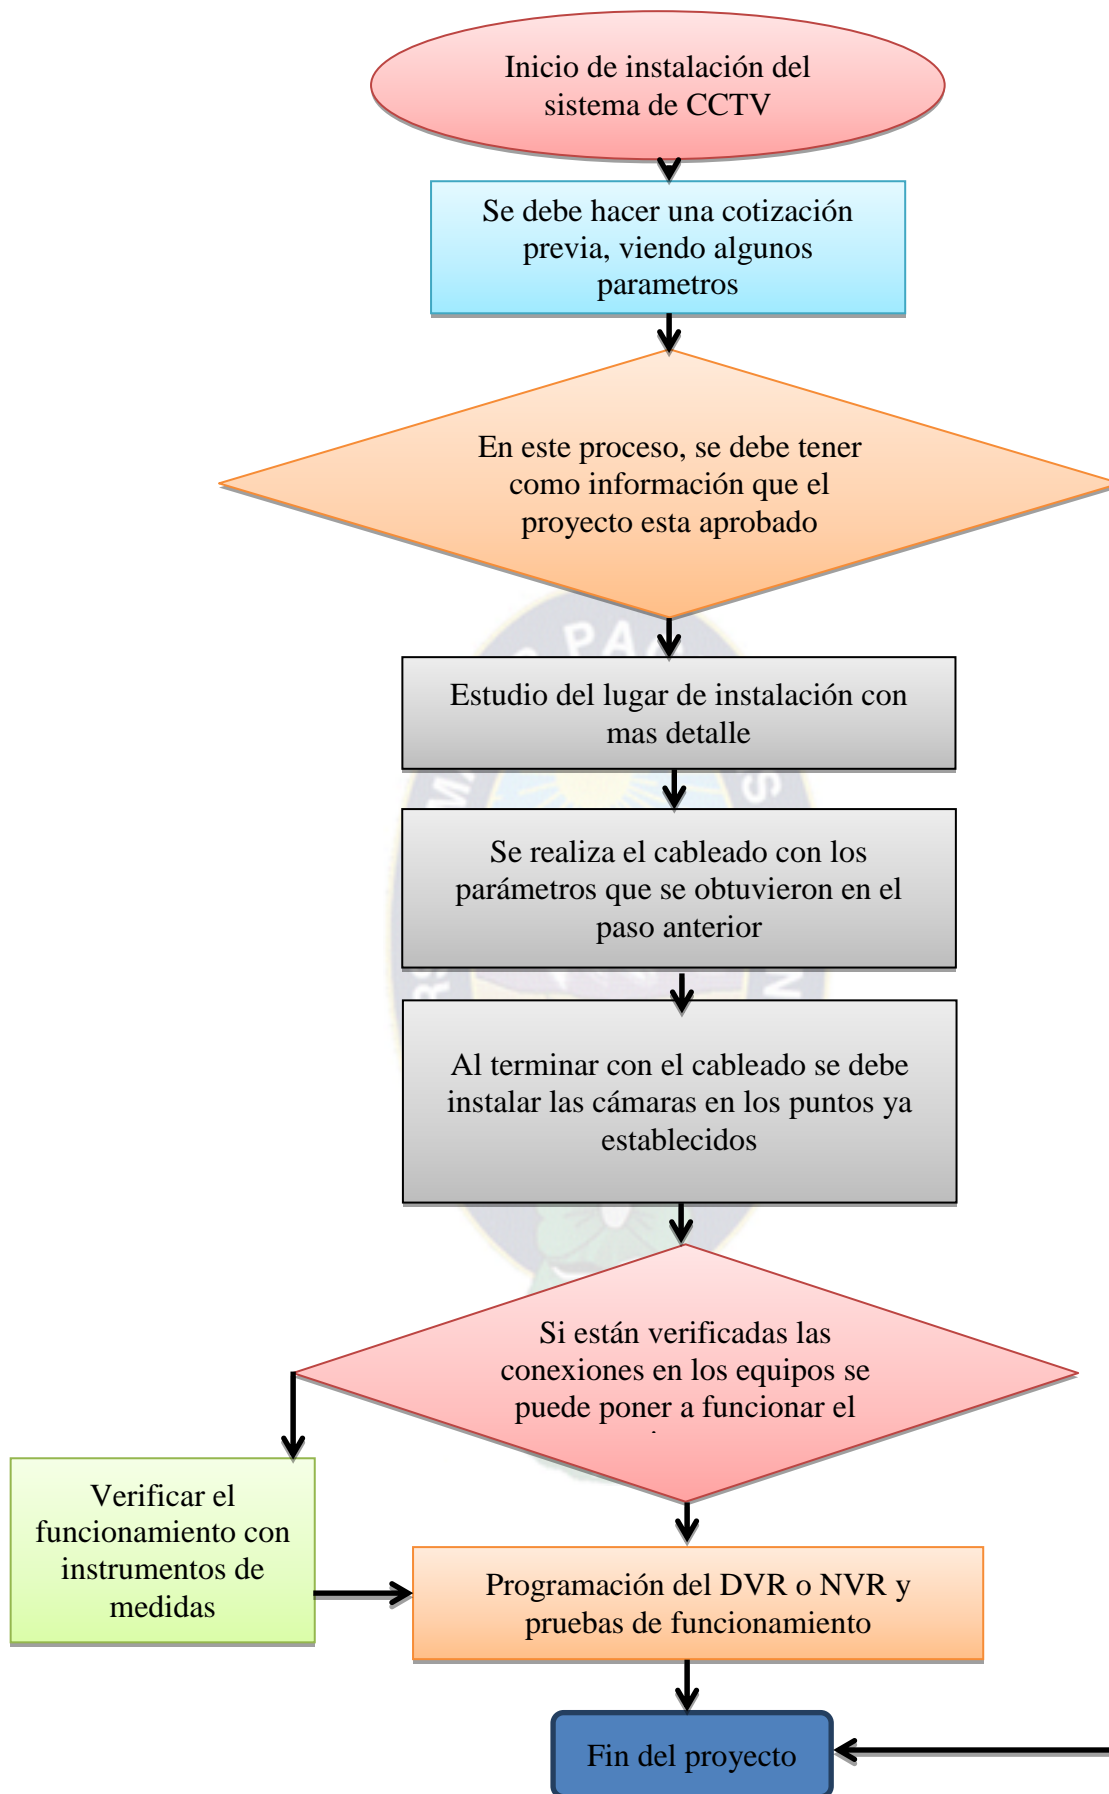 Inicio de instalación del
sistema de CCTV
Se debe hacer una cotización
previa, viendo algunos
parametros
En este proceso, se debe tener
como información que el
proyecto esta aprobado
Estudio del lugar de instalación con
mas detalle
Se realiza el cableado con los
parámetros que se obtuvieron en el
paso anterior
Al terminar con el cableado se debe
instalar las cámaras en los puntos ya
establecidos
Si están verificadas las
conexiones en los equipos se
puede poner a funcionar el
Verificar el
funcionamiento con
instrumentos de
medidas
Programación del DVR o NVR y
pruebas de funcionamiento
Fin del proyecto